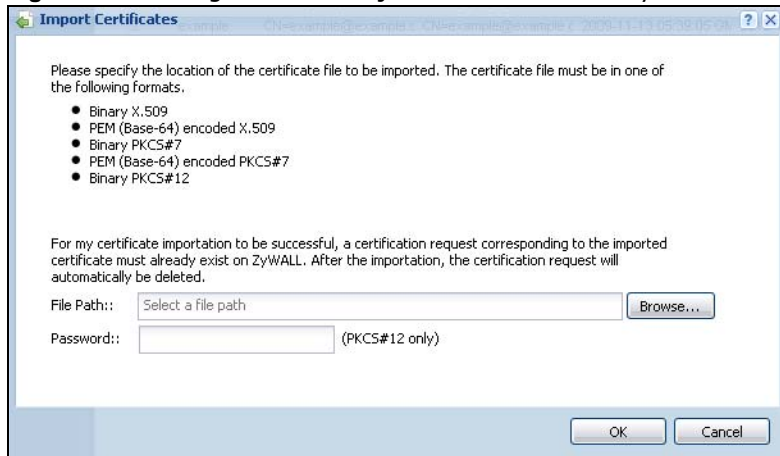 Import Certificates
Please specify the location of the certificate file to be imported. The certificate file must be in one of
the following formats.
Binary X.509
PEM (Base-64) encoded X.509
Binary PKCS#7
PEM (Base-64) encoded PKCS#7
Binary PKCS#12
For my certificate importation to be successful, a certification request corresponding to the imported
certificate must already exist on ZyWALL. After the importation, the certification request will
automatically be deleted.
File Path:: Select a file path Browse...
Password:: (PKCS#12 only)
OK Cancel